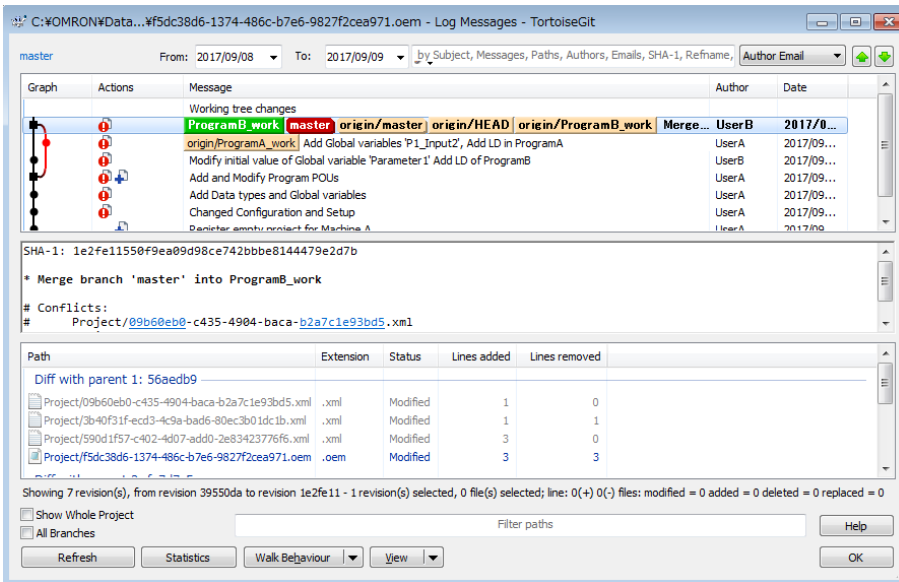 C:¥OMRON¥Data...¥f5dc38d6-1374-486c-b7e6-9827f2cea971.oem - Log Messages - TortoiseGit
master From: 2017/09/08 To: 2017/09/09 by Subject, Messages, Paths, Authors, Emails, SHA-1, Refname, Author Email
Graph Actions Message Author Date
Working tree changes
ProgramB_work master origin/master origin/HEAD origin/ProgramB_work Merge... UserB 2017/0...
origin/ProgramA_work Add Global variables 'P1_Input2', Add LD in ProgramA UserA 2017/09...
Modify initial value of Global variable 'Parameter1' Add LD of ProgramB UserB 2017/09...
Add and Modify Program POUs UserA 2017/09...
Add Data types and Global variables UserA 2017/09...
Changed Configuration and Setup UserA 2017/09...
Register empty project for Machine A UserA 2017/09...
SHA-1: 1e2fe11550f9ea09d98ce742bbbe8144479e2d7b
* Merge branch 'master' into ProgramB_work
# Conflicts:
# Project/09b60eb0-c435-4904-baca-b2a7c1e93bd5.xml
Path Extension Status Lines added Lines removed
Diff with parent 1: 56aedb9
Project/09b60eb0-c435-4904-baca-b2a7c1e93bd5.xml .xml Modified 1 0
Project/3b40f31f-ecd3-4c9a-bad6-80ec3b01dc1b.xml .xml Modified 1 1
Project/590d1f57-c402-4d07-add0-2e83423776f6.xml .xml Modified 3 0
Project/f5dc38d6-1374-486c-b7e6-9827f2cea971.oem .oem Modified 3 3
Showing 7 revision(s), from revision 39550da to revision 1e2fe11 - 1 revision(s) selected, 0 file(s) selected; line: 0(+) 0(-) files: modified = 0 added = 0 deleted = 0 replaced = 0
Show Whole Project
All Branches
Filter paths
Help
Refresh Statistics Walk Behaviour View OK